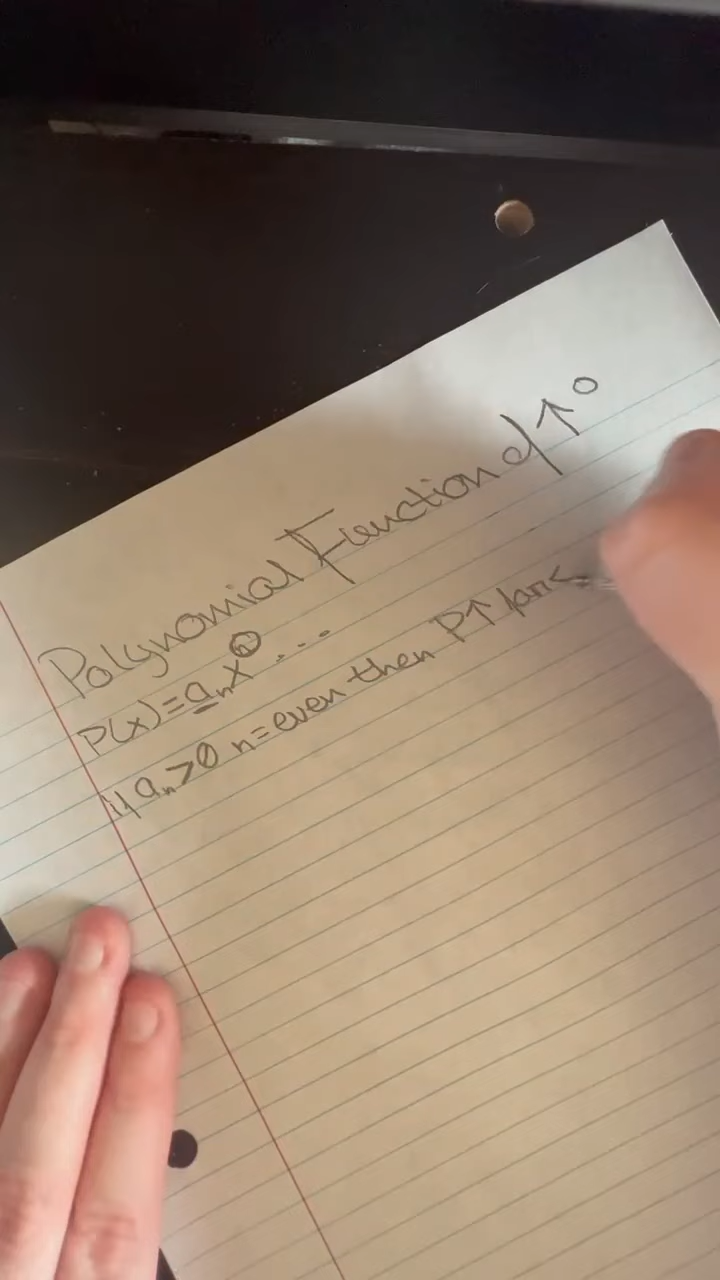 Polynomial Function of ↑°
P(x)=aₙxⁿ...
if aₙ>0 n=even then P↑